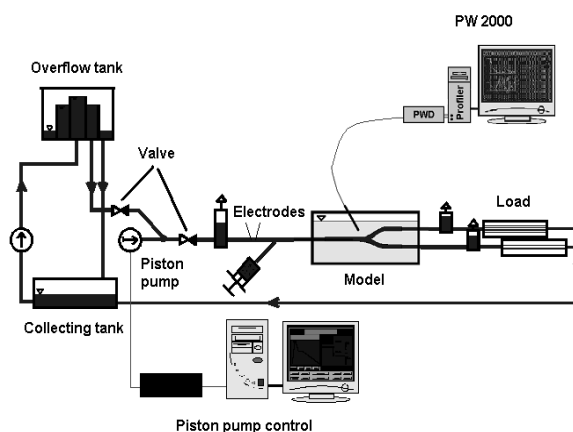 PW 2000
Overflow tank
PWD
Profiler
Valve
Electrodes
Load
Piston
pump
Model
Collecting tank
Piston pump control